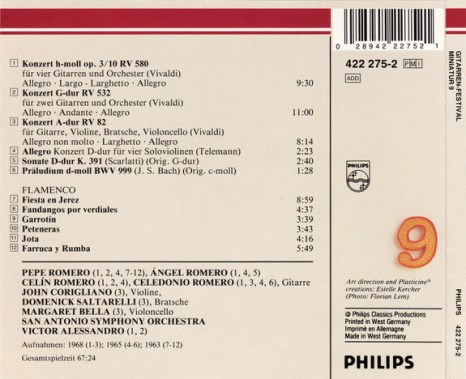 1 Konzert h-moll op. 3/10 RV 580
für vier Gitarren und Orchester (Vivaldi)
Allegro · Largo - Larghetto · Allegro 9:30
2 Konzert G-dur RV 532
für zwei Gitarren und Orchester (Vivaldi)
Allegro · Andante · Allegro 11:00
3 Konzert A-dur RV 82
für Gitarre, Violine, Bratsche, Violoncello (Vivaldi)
Allegro non molto · Larghetto · Allegro 8:14
4 Allegro Konzert D-dur für vier Soloviolinen (Telemann) 2:23
5 Sonate D-dur K. 391 (Scarlatti) (Orig. G-dur) 2:40
6 Präludium d-moll BWV 999 (J. S. Bach) (Orig. c-moll) 1:28
FLAMENCO
7 Fiesta en Jerez 8:59
8 Fandangos por verdiales 4:37
9 Garrotín 3:39
10 Peteneras 3:43
11 Jota 4:16
12 Farruca y Rumba 5:49
PEPE ROMERO (1, 2, 4, 7-12), ÁNGEL ROMERO (1, 4, 5)
CELÍN ROMERO (1, 2, 4), CELEDONIO ROMERO (1, 3, 4, 6), Gitarre
JOHN CORIGLIANO (3), Violine,
DOMENICK SALTARELLI (3), Bratsche
MARGARET BELLA (3), Violoncello
SAN ANTONIO SYMPHONY ORCHESTRA
VICTOR ALESSANDRO (1, 2)
Aufnahmen: 1968 (1-3); 1965 (4-6); 1963 (7-12)
Gesamtspielzeit 67:24
0 28942 22752 1
422 275-2 PMI
ADD
PHILIPS
9
Art direction and Plasticine®
creations: Estelle Kercher
(Photo: Florian Lem)
℗ Philips Classics Productions
Printed in West Germany
Imprimé en Allemagne
Made in West Germany
PHILIPS
GITARREN-FESTIVAL
MINIATUR 9
PHILIPS 422 275-2